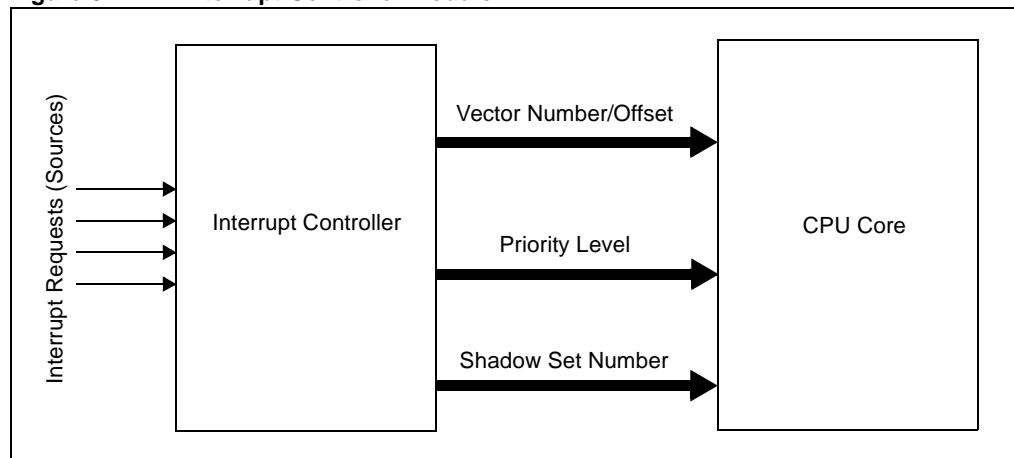 Interrupt Requests (Sources)
Interrupt Controller
Vector Number/Offset
Priority Level
Shadow Set Number
CPU Core